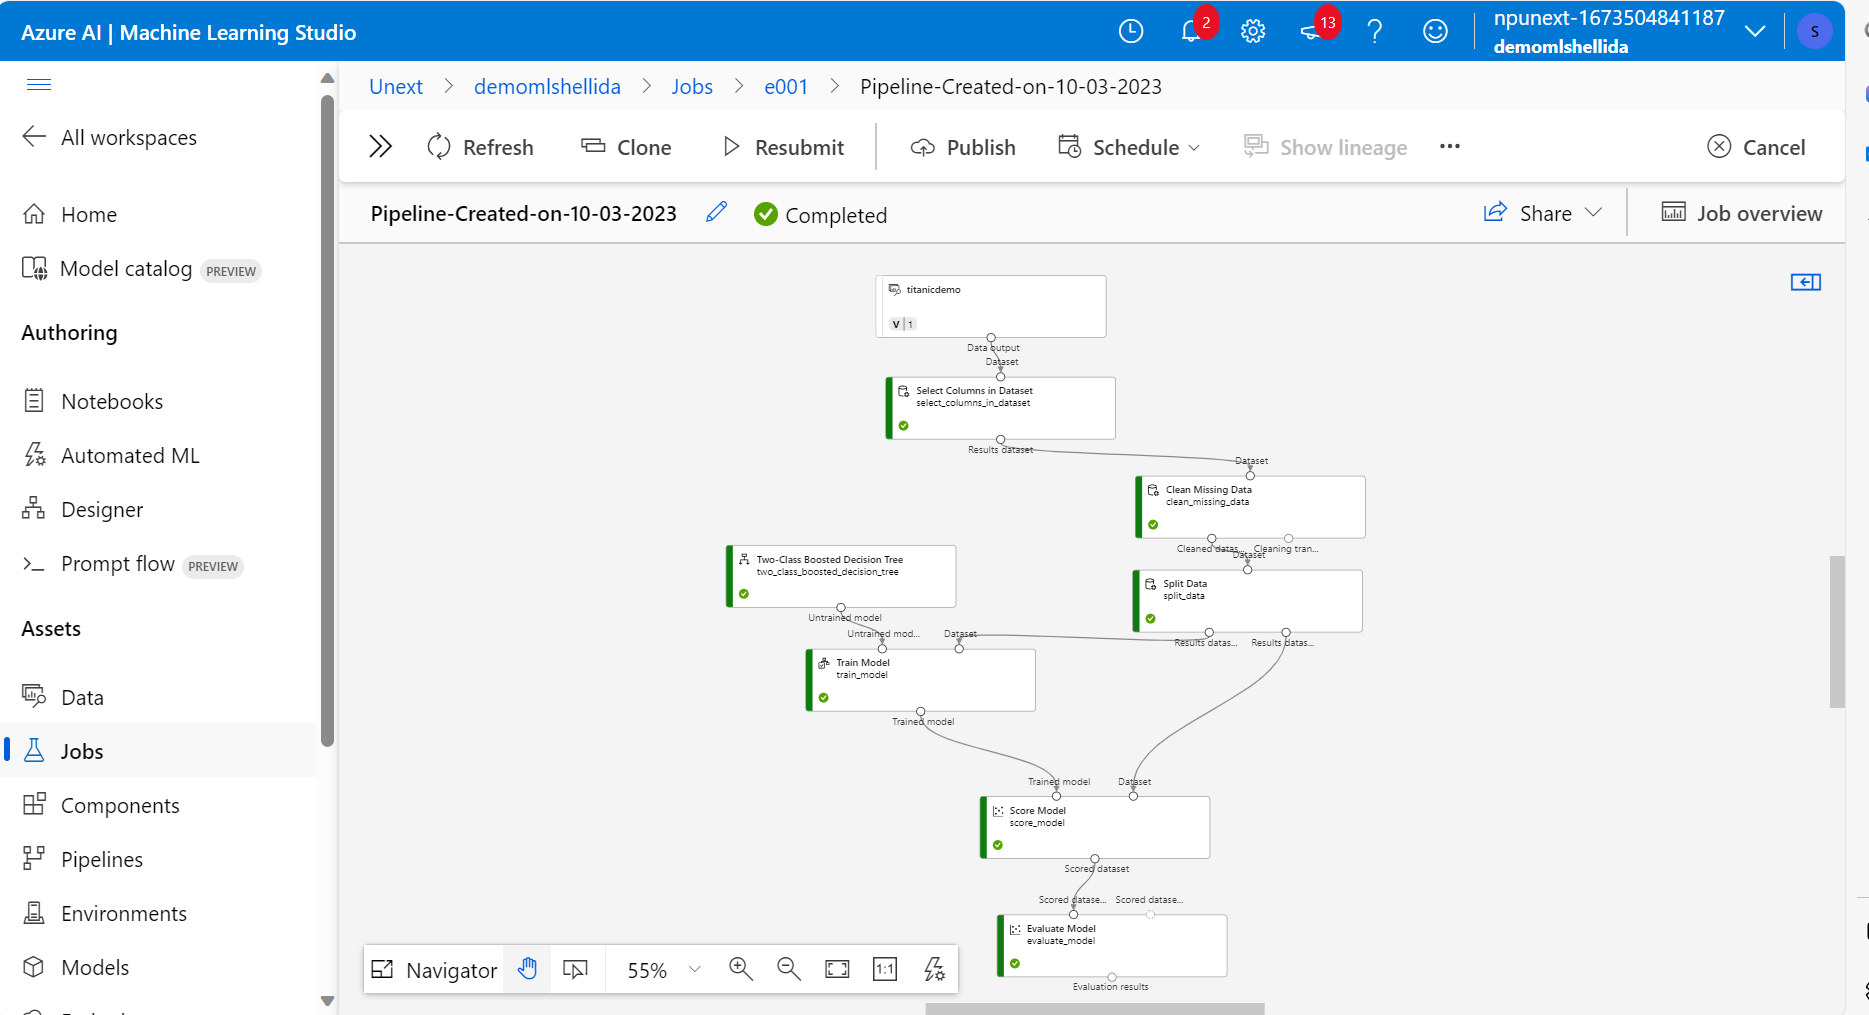 Azure AI | Machine Learning Studio
2
13
npunext-1673504841187
demomlshellida
S
All workspaces
Home
Model catalog PREVIEW
Authoring
Notebooks
Automated ML
Designer
Prompt flow PREVIEW
Assets
Data
Jobs
Components
Pipelines
Environments
Models
Unext > demomlshellida > Jobs > e001 > Pipeline-Created-on-10-03-2023
Refresh
Clone
Resubmit
Publish
Schedule
Show lineage
Cancel
Pipeline-Created-on-10-03-2023
Completed
Share
Job overview
titanicdemo
V 1
Data output
Dataset
Select Columns in Dataset
select_columns_in_dataset
Results dataset
Dataset
Clean Missing Data
clean_missing_data
Cleaned datas... Cleaning tran...
Dataset
Two-Class Boosted Decision Tree
two_class_boosted_decision_tree
Untrained model
Split Data
split_data
Results datas... Results datas...
Untrained mod... Dataset
Train Model
train_model
Trained model
Trained model Dataset
Score Model
score_model
Scored dataset
Scored datase... Scored datase...
Evaluate Model
evaluate_model
Evaluation results
Navigator
55%
1:1